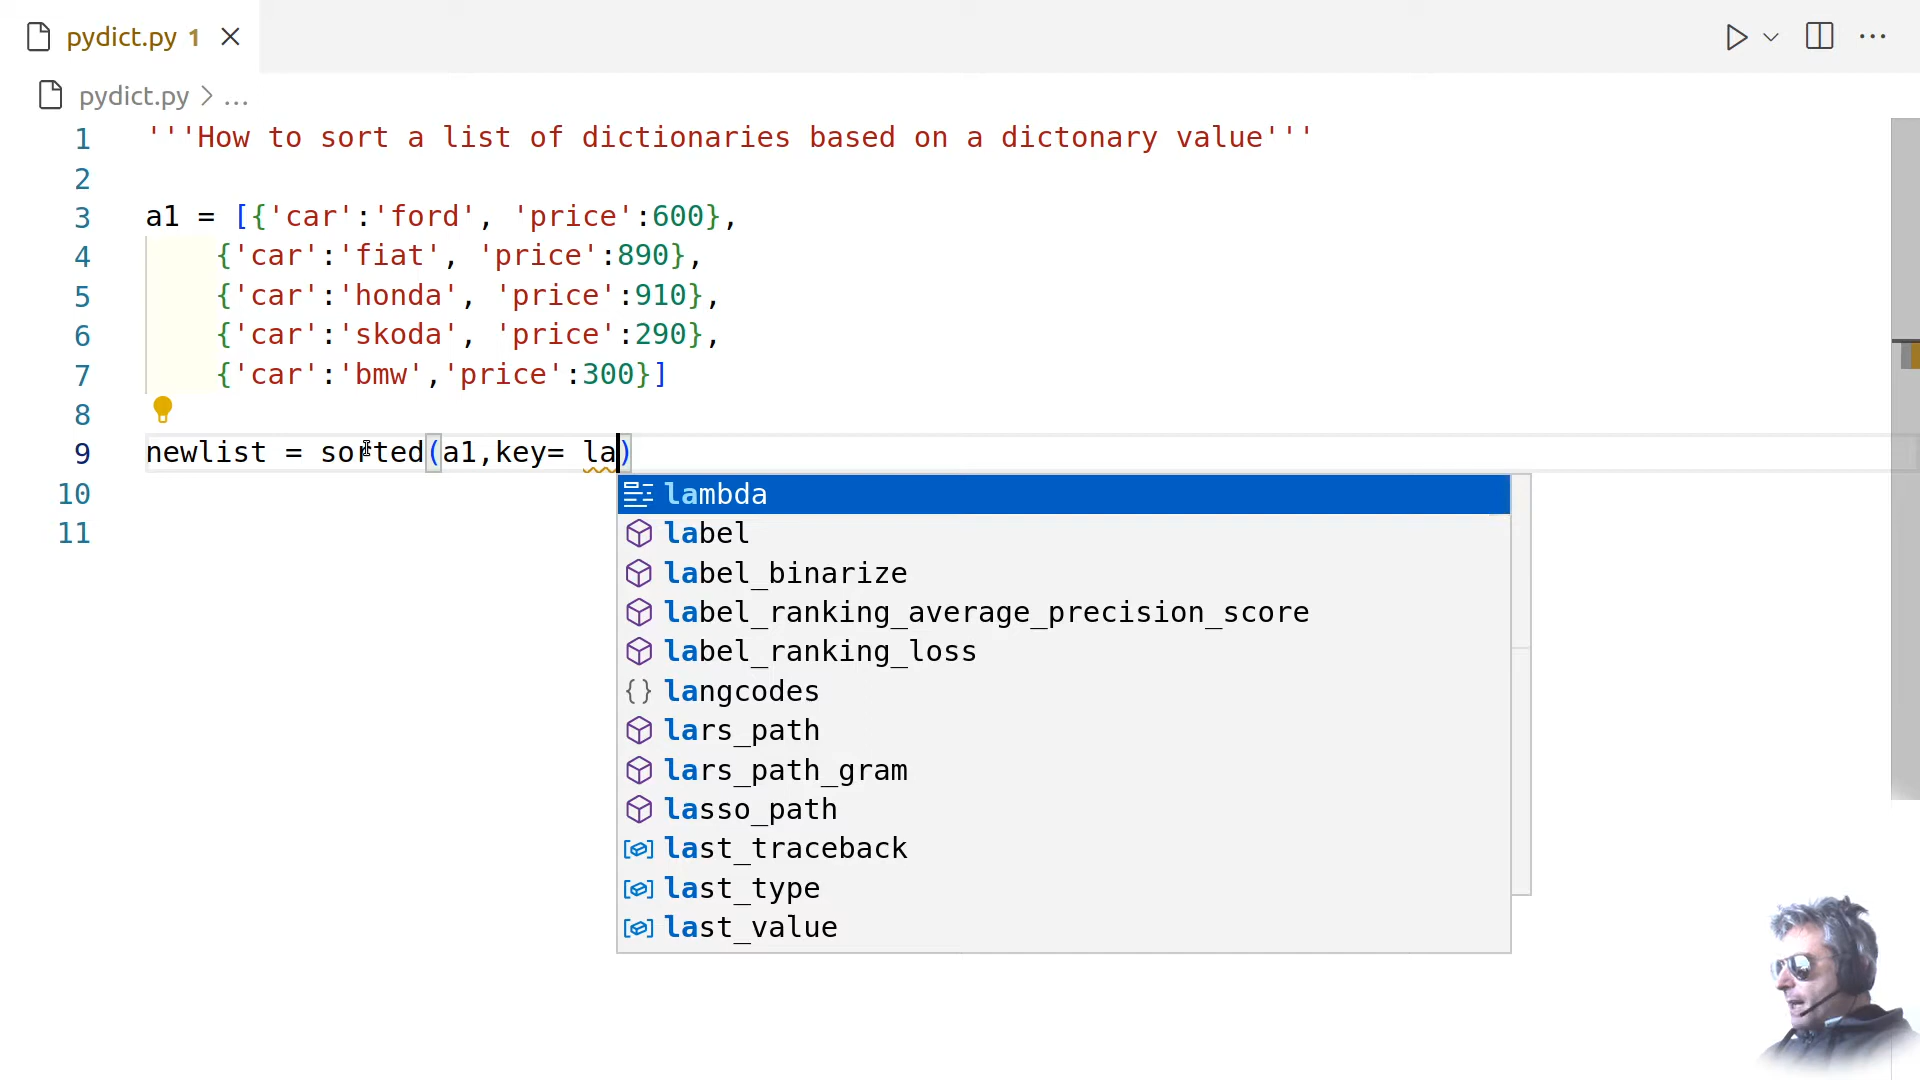 pydict.py 1
pydict.py > ...
1 '''How to sort a list of dictionaries based on a dictonary value'''
2
3 a1 = [{'car':'ford', 'price':600},
4 {'car':'fiat', 'price':890},
5 {'car':'honda', 'price':910},
6 {'car':'skoda', 'price':290},
7 {'car':'bmw','price':300}]
8
9 newlist = sorted(a1,key= la)
10
11
lambda
label
label_binarize
label_ranking_average_precision_score
label_ranking_loss
langcodes
lars_path
lars_path_gram
lasso_path
last_traceback
last_type
last_value